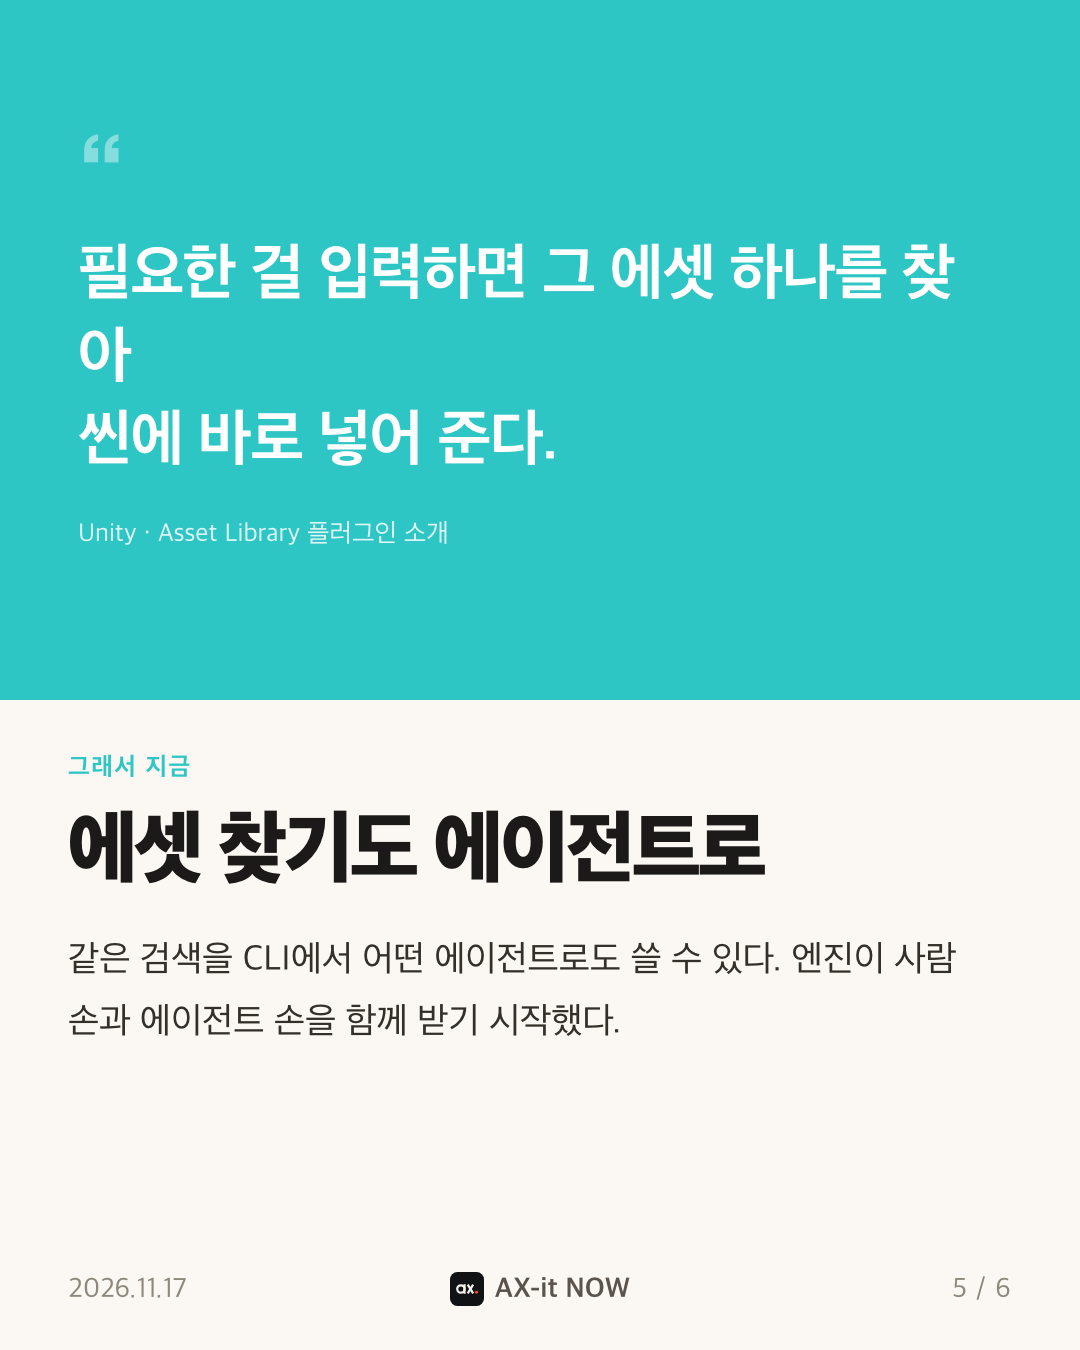 “
필요한 걸 입력하면 그 에셋 하나를 찾
아
씬에 바로 넣어 준다.
Unity · Asset Library 플러그인 소개
그래서 지금
에셋 찾기도 에이전트로
같은 검색을 CLI에서 어떤 에이전트로도 쓸 수 있다. 엔진이 사람
손과 에이전트 손을 함께 받기 시작했다.
2026.11.17
ax. AX-it NOW
5 / 6